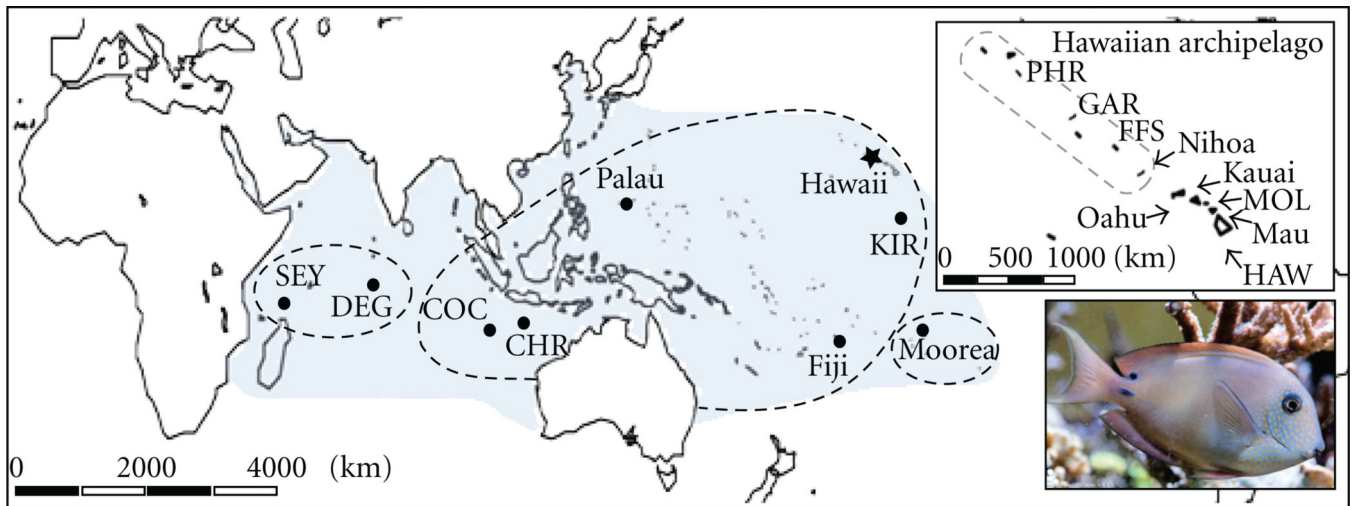 Hawaiian archipelago
PHR
GAR
FFS
Nihoa
Kauai
MOL
Oahu
Mau
HAW
0 500 1000 (km)
Palau
Hawaii
KIR
SEY
DEG
COC
CHR
Fiji
Moorea
0 2000 4000 (km)